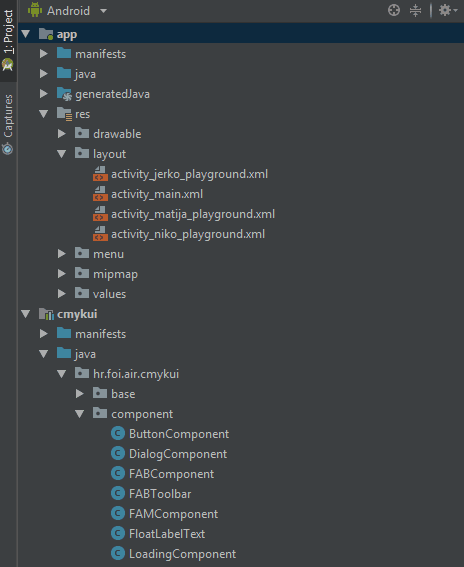 Android
1: Project
Captures
app
manifests
java
generatedJava
res
drawable
layout
activity_jerko_playground.xml
activity_main.xml
activity_matija_playground.xml
activity_niko_playground.xml
menu
mipmap
values
cmykui
manifests
java
hr.foi.air.cmykui
base
component
C ButtonComponent
C DialogComponent
C FABComponent
C FABToolbar
C FAMComponent
C FloatLabelText
C LoadingComponent